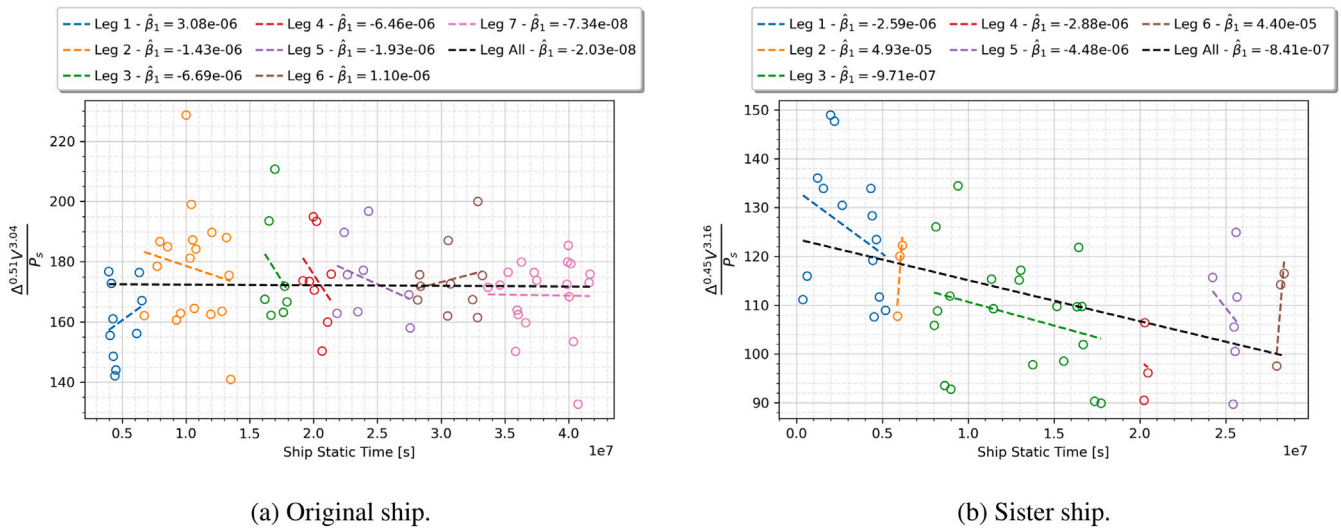 Leg 1 - β̂₁ = 3.08e-06
Leg 2 - β̂₁ = -1.43e-06
Leg 3 - β̂₁ = -6.69e-06
Leg 4 - β̂₁ = -6.46e-06
Leg 5 - β̂₁ = -1.93e-06
Leg 6 - β̂₁ = 1.10e-06
Leg 7 - β̂₁ = -7.34e-08
Leg All - β̂₁ = -2.03e-08
220
200
180
160
140
Δ^0.51 V^3.04
P_s
0.5 1.0 1.5 2.0 2.5 3.0 3.5 4.0
1e7
Ship Static Time [s]
(a) Original ship.
Leg 1 - β̂₁ = -2.59e-06
Leg 2 - β̂₁ = 4.93e-05
Leg 3 - β̂₁ = -9.71e-07
Leg 4 - β̂₁ = -2.88e-06
Leg 5 - β̂₁ = -4.48e-06
Leg 6 - β̂₁ = 4.40e-05
Leg All - β̂₁ = -8.41e-07
150
140
130
120
110
100
90
Δ^0.45 V^3.16
P_s
0.0 0.5 1.0 1.5 2.0 2.5 3.0
1e7
Ship Static Time [s]
(b) Sister ship.